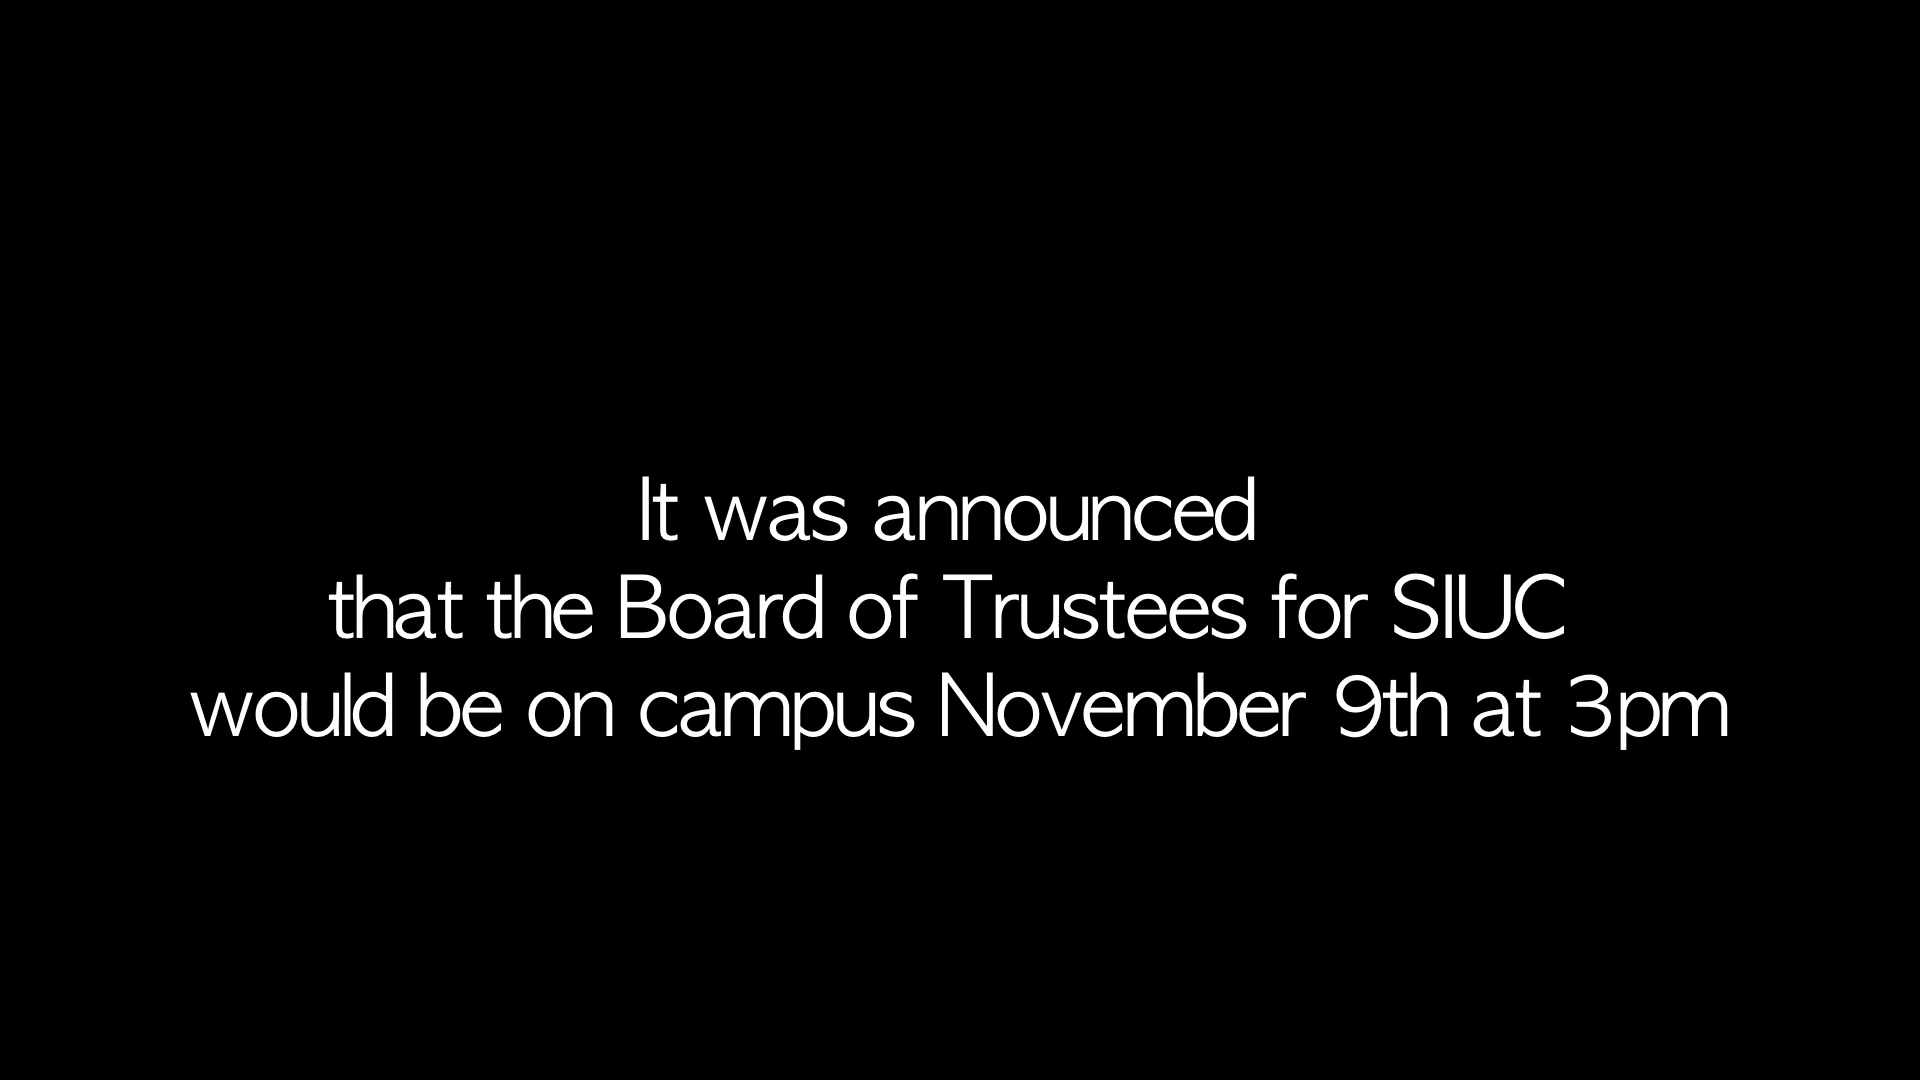 It was announced
that the Board of Trustees for SIUC
would be on campus November 9th at 3pm